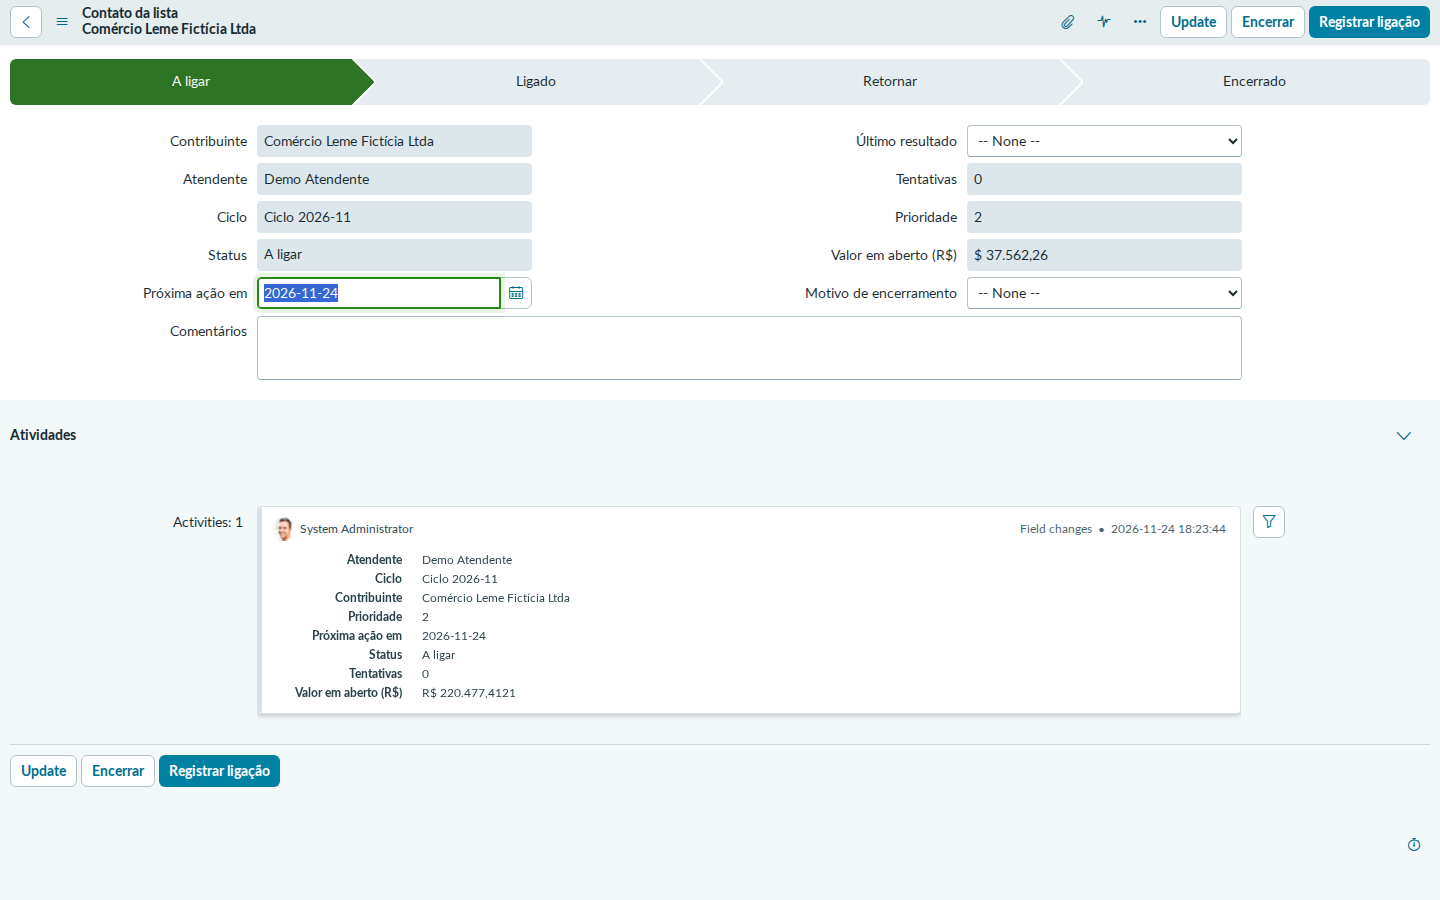 Contato da lista
Comércio Leme Fictícia Ltda
Update
Encerrar
Registrar ligação
A ligar
Ligado
Retornar
Encerrado
Contribuinte
Comércio Leme Fictícia Ltda
Último resultado
-- None --
Atendente
Demo Atendente
Tentativas
0
Ciclo
Ciclo 2026-11
Prioridade
2
Status
A ligar
Valor em aberto (R$)
$ 37.562,26
Próxima ação em
2026-11-24
Motivo de encerramento
-- None --
Comentários
Atividades
Activities: 1
System Administrator
Field changes • 2026-11-24 18:23:44
Atendente Demo Atendente
Ciclo Ciclo 2026-11
Contribuinte Comércio Leme Fictícia Ltda
Prioridade 2
Próxima ação em 2026-11-24
Status A ligar
Tentativas 0
Valor em aberto (R$) R$ 220.477,4121
Update
Encerrar
Registrar ligação